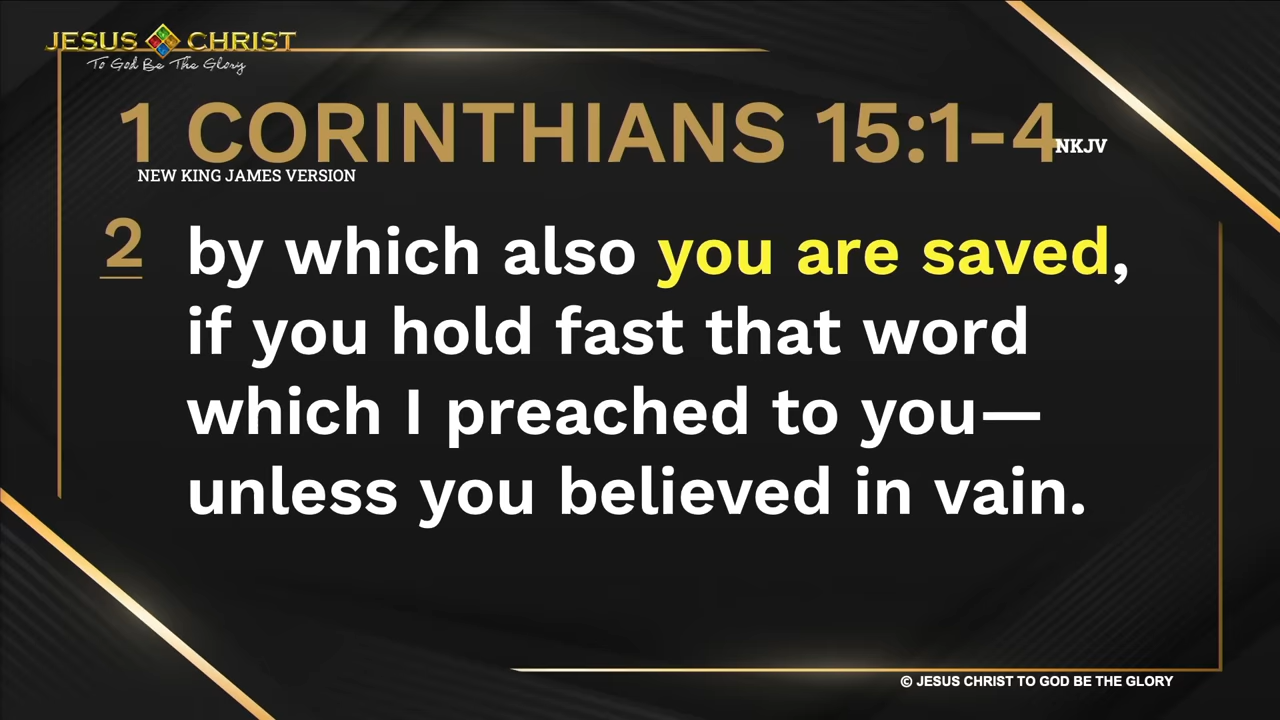 JESUS CHRIST
To God Be The Glory
1 CORINTHIANS 15:1-4 NKJV
NEW KING JAMES VERSION
2 by which also you are saved,
if you hold fast that word
which I preached to you—
unless you believed in vain.
© JESUS CHRIST TO GOD BE THE GLORY